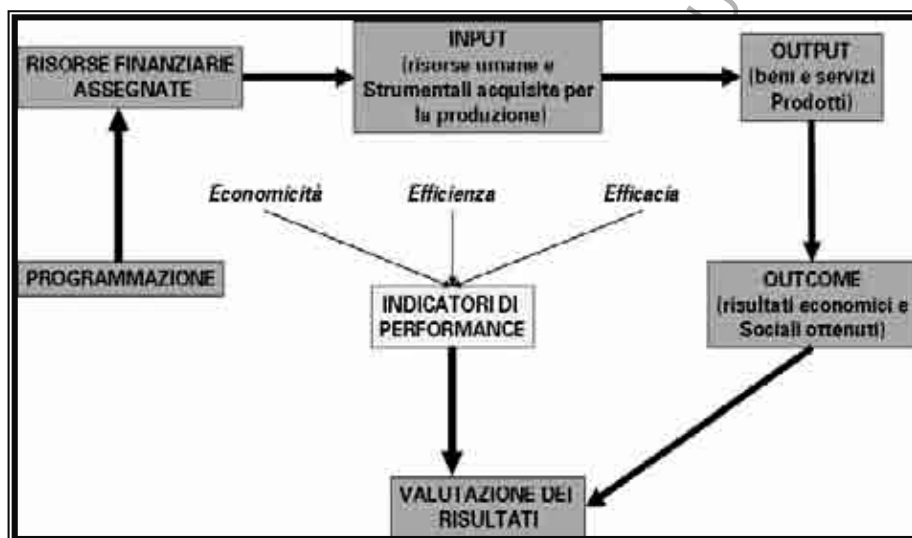 RISORSE FINANZIARIE
ASSEGNATE
INPUT
(risorse umane e
Strumentali acquisite per
la produzione)
OUTPUT
(beni e servizi
Prodotti)
Economicità
Efficienza
Efficacia
PROGRAMMAZIONE
INDICATORI DI
PERFORMANCE
OUTCOME
(risultati economici e
Sociali ottenuti)
VALUTAZIONE DEI
RISULTATI